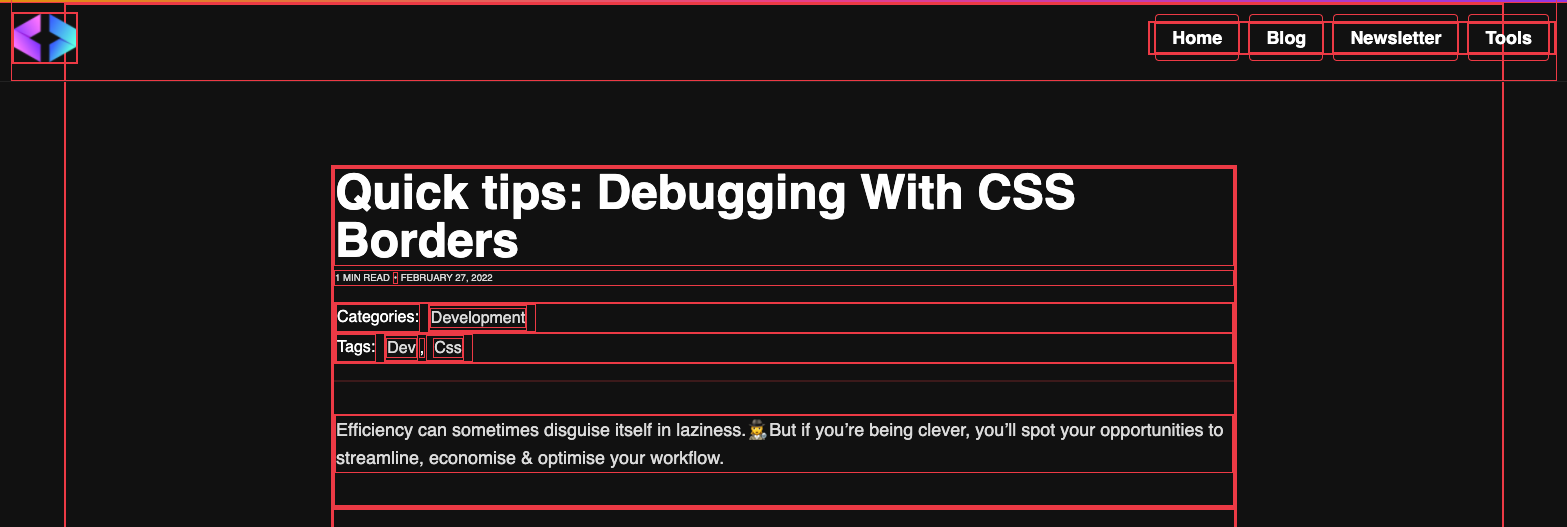 Home Blog Newsletter Tools
Quick tips: Debugging With CSS
Borders
1 MIN READ • FEBRUARY 27, 2022
Categories: Development
Tags: Dev , Css
Efficiency can sometimes disguise itself in laziness.🕵️But if you’re being clever, you’ll spot your opportunities to
streamline, economise & optimise your workflow.